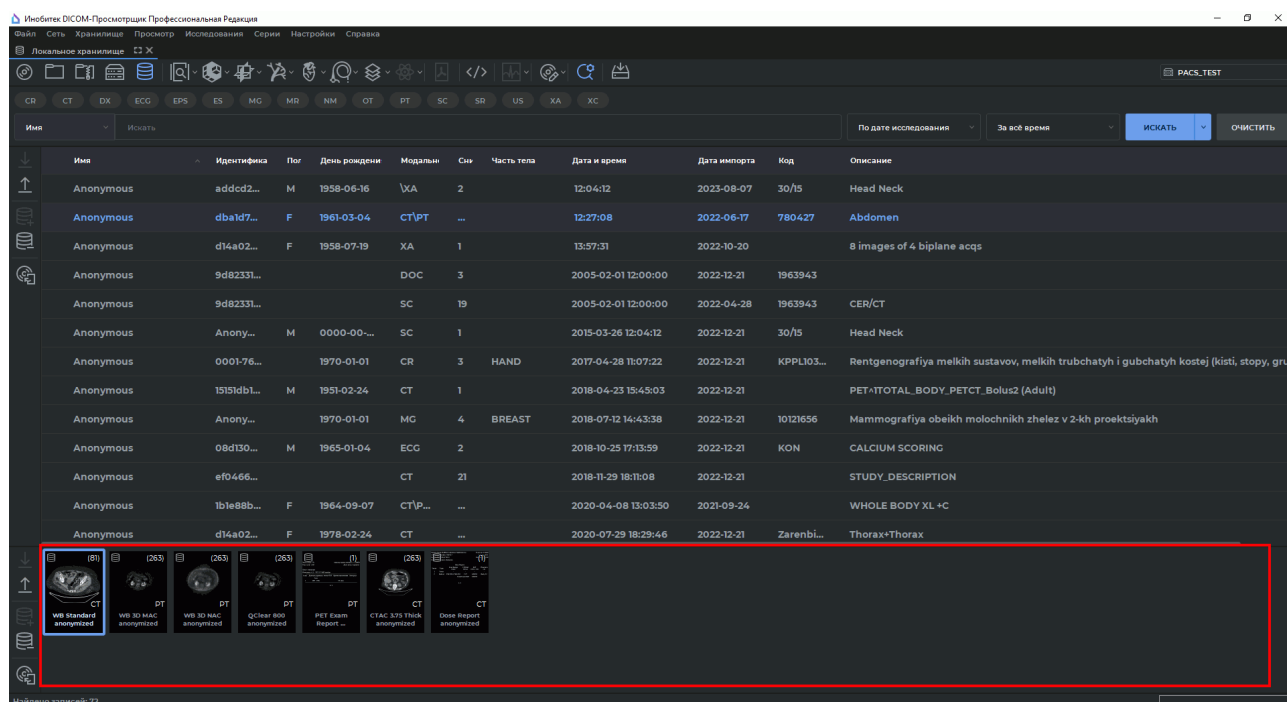 Инобитек DICOM-Просмотрщик Профессиональная Редакция
Файл Сеть Хранилище Просмотр Исследования Серии Настройки Справка
Локальное хранилище
PACS_TEST
CR CT DX ECG EPS ES MG MR NM OT PT SC SR US XA XC
Имя Искать По дате исследования За всё время ИСКАТЬ ОЧИСТИТЬ
Имя Идентифика Пол День рождени Модальн Сни Часть тела Дата и время Дата импорта Код Описание
Anonymous addcd2... M 1958-06-16 \XA 2 12:04:12 2023-08-07 30/15 Head Neck
Anonymous dba1d7... F 1961-03-04 CT\PT ... 12:27:08 2022-06-17 780427 Abdomen
Anonymous d14a02... F 1958-07-19 XA 1 13:57:31 2022-10-20 8 images of 4 biplane acqs
Anonymous 9d82331... DOC 3 2005-02-01 12:00:00 2022-12-21 1963943
Anonymous 9d82331... SC 19 2005-02-01 12:00:00 2022-04-28 1963943 CER/CT
Anonymous Anony... M 0000-00-... SC 1 2015-03-26 12:04:12 2022-12-21 30/15 Head Neck
Anonymous 0001-76... 1970-01-01 CR 3 HAND 2017-04-28 11:07:22 2022-12-21 KPPL103... Rentgenografiya melkih sustavov, melkih trubchatyh i gubchatyh kostej (kisti, stopy, gru
Anonymous 15151db1... M 1951-02-24 CT 1 2018-04-23 15:45:03 2022-12-21 PET^1TOTAL_BODY_PETCT_Bolus2 (Adult)
Anonymous Anony... 1970-01-01 MG 4 BREAST 2018-07-12 14:43:38 2022-12-21 10121656 Mammografiya obeikh molochnikh zhelez v 2-kh proektsiyakh
Anonymous 08d130... M 1965-01-04 ECG 2 2018-10-25 17:13:59 2022-12-21 KON CALCIUM SCORING
Anonymous ef0466... CT 21 2018-11-29 18:11:08 2022-12-21 STUDY_DESCRIPTION
Anonymous 1b1e88b... F 1964-09-07 CT\P... ... 2020-04-08 13:03:50 2021-09-24 WHOLE BODY XL +C
Anonymous d14a02... F 1978-02-24 CT ... 2020-07-29 18:29:46 2022-12-21 Zarenbi... Thorax+Thorax
(81) (263) (263) (263) (1) (263) (1)
CT PT PT PT PT CT CT
WB Standard WB 3D MAC WB 3D NAC QClear 800 PET Exam CTAC 3.75 Thick Dose Report
anonymized anonymized anonymized anonymized Report ... anonymized anonymized